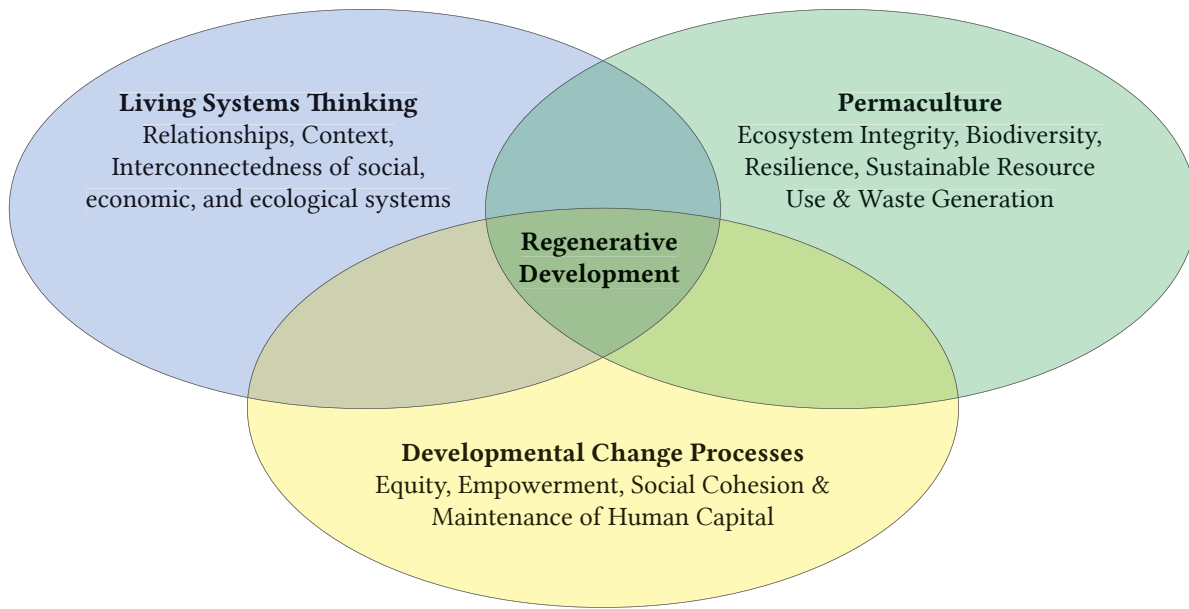 Living Systems Thinking
Relationships, Context,
Interconnectedness of social,
economic, and ecological systems
Permaculture
Ecosystem Integrity, Biodiversity,
Resilience, Sustainable Resource
Use & Waste Generation
Regenerative
Development
Developmental Change Processes
Equity, Empowerment, Social Cohesion &
Maintenance of Human Capital